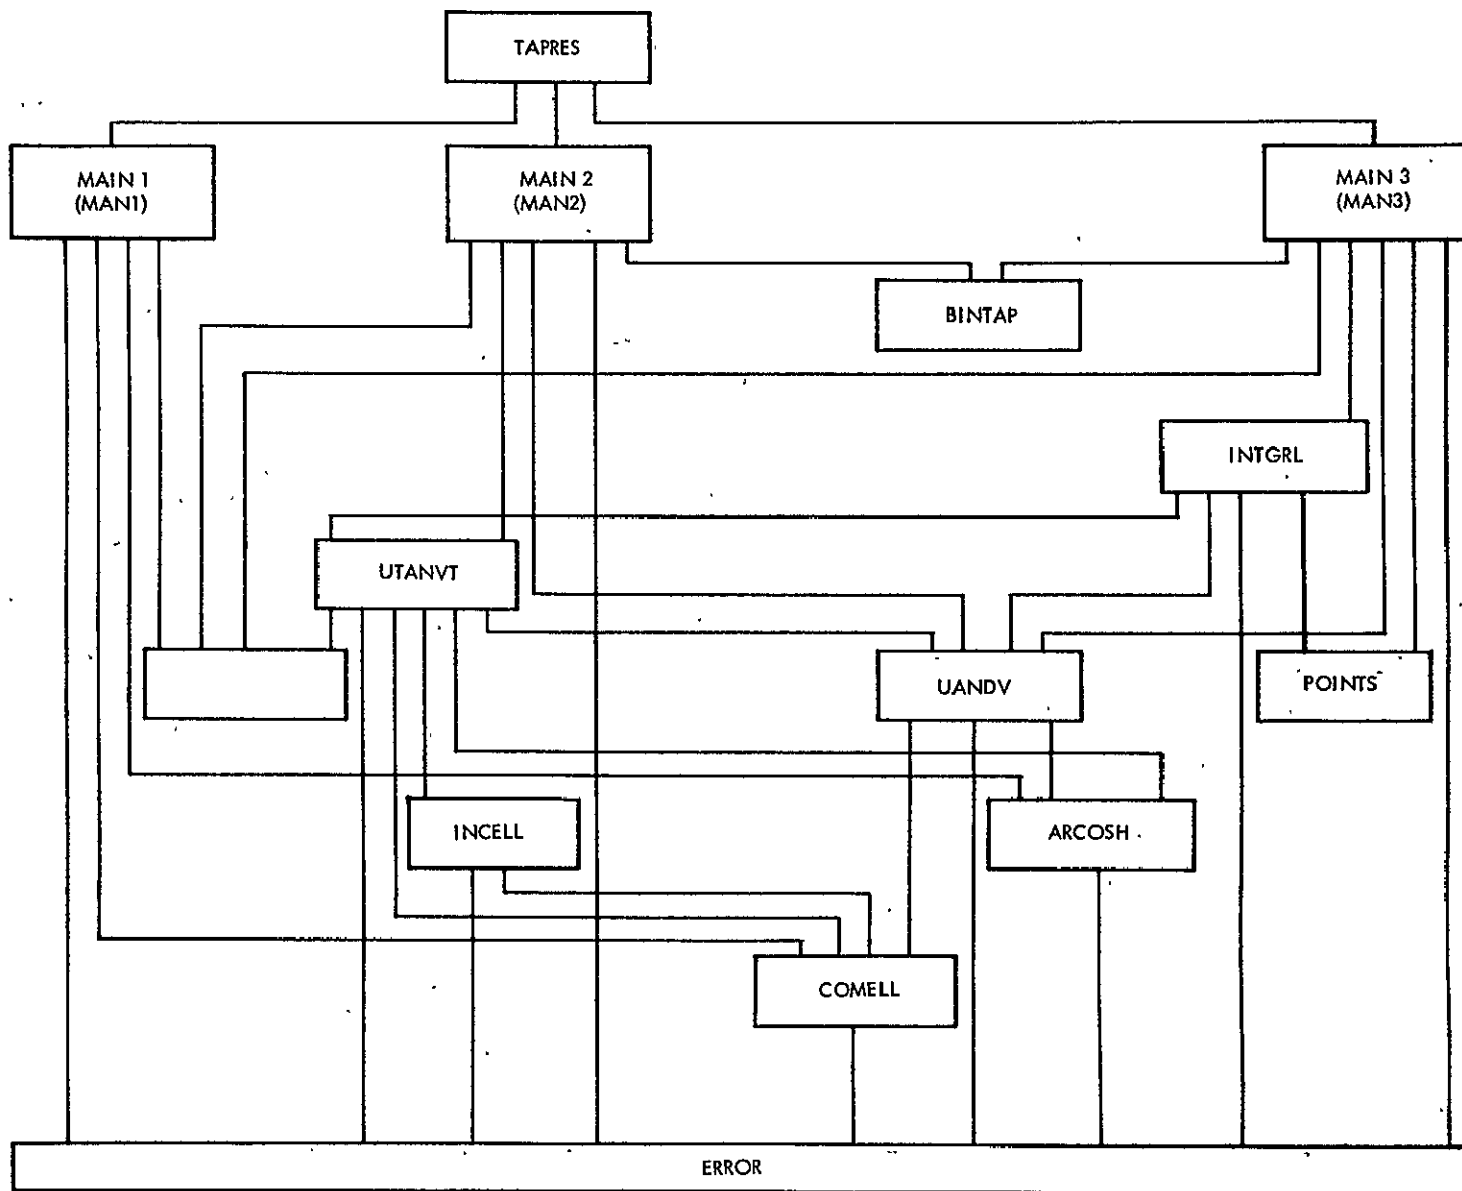 TAPRES
MAIN 1
(MAN1)
MAIN 2
(MAN2)
MAIN 3
(MAN3)
BINTAP
INTGRL
UTANVT
UANDV
POINTS
INCELL
ARCOSH
COMELL
ERROR